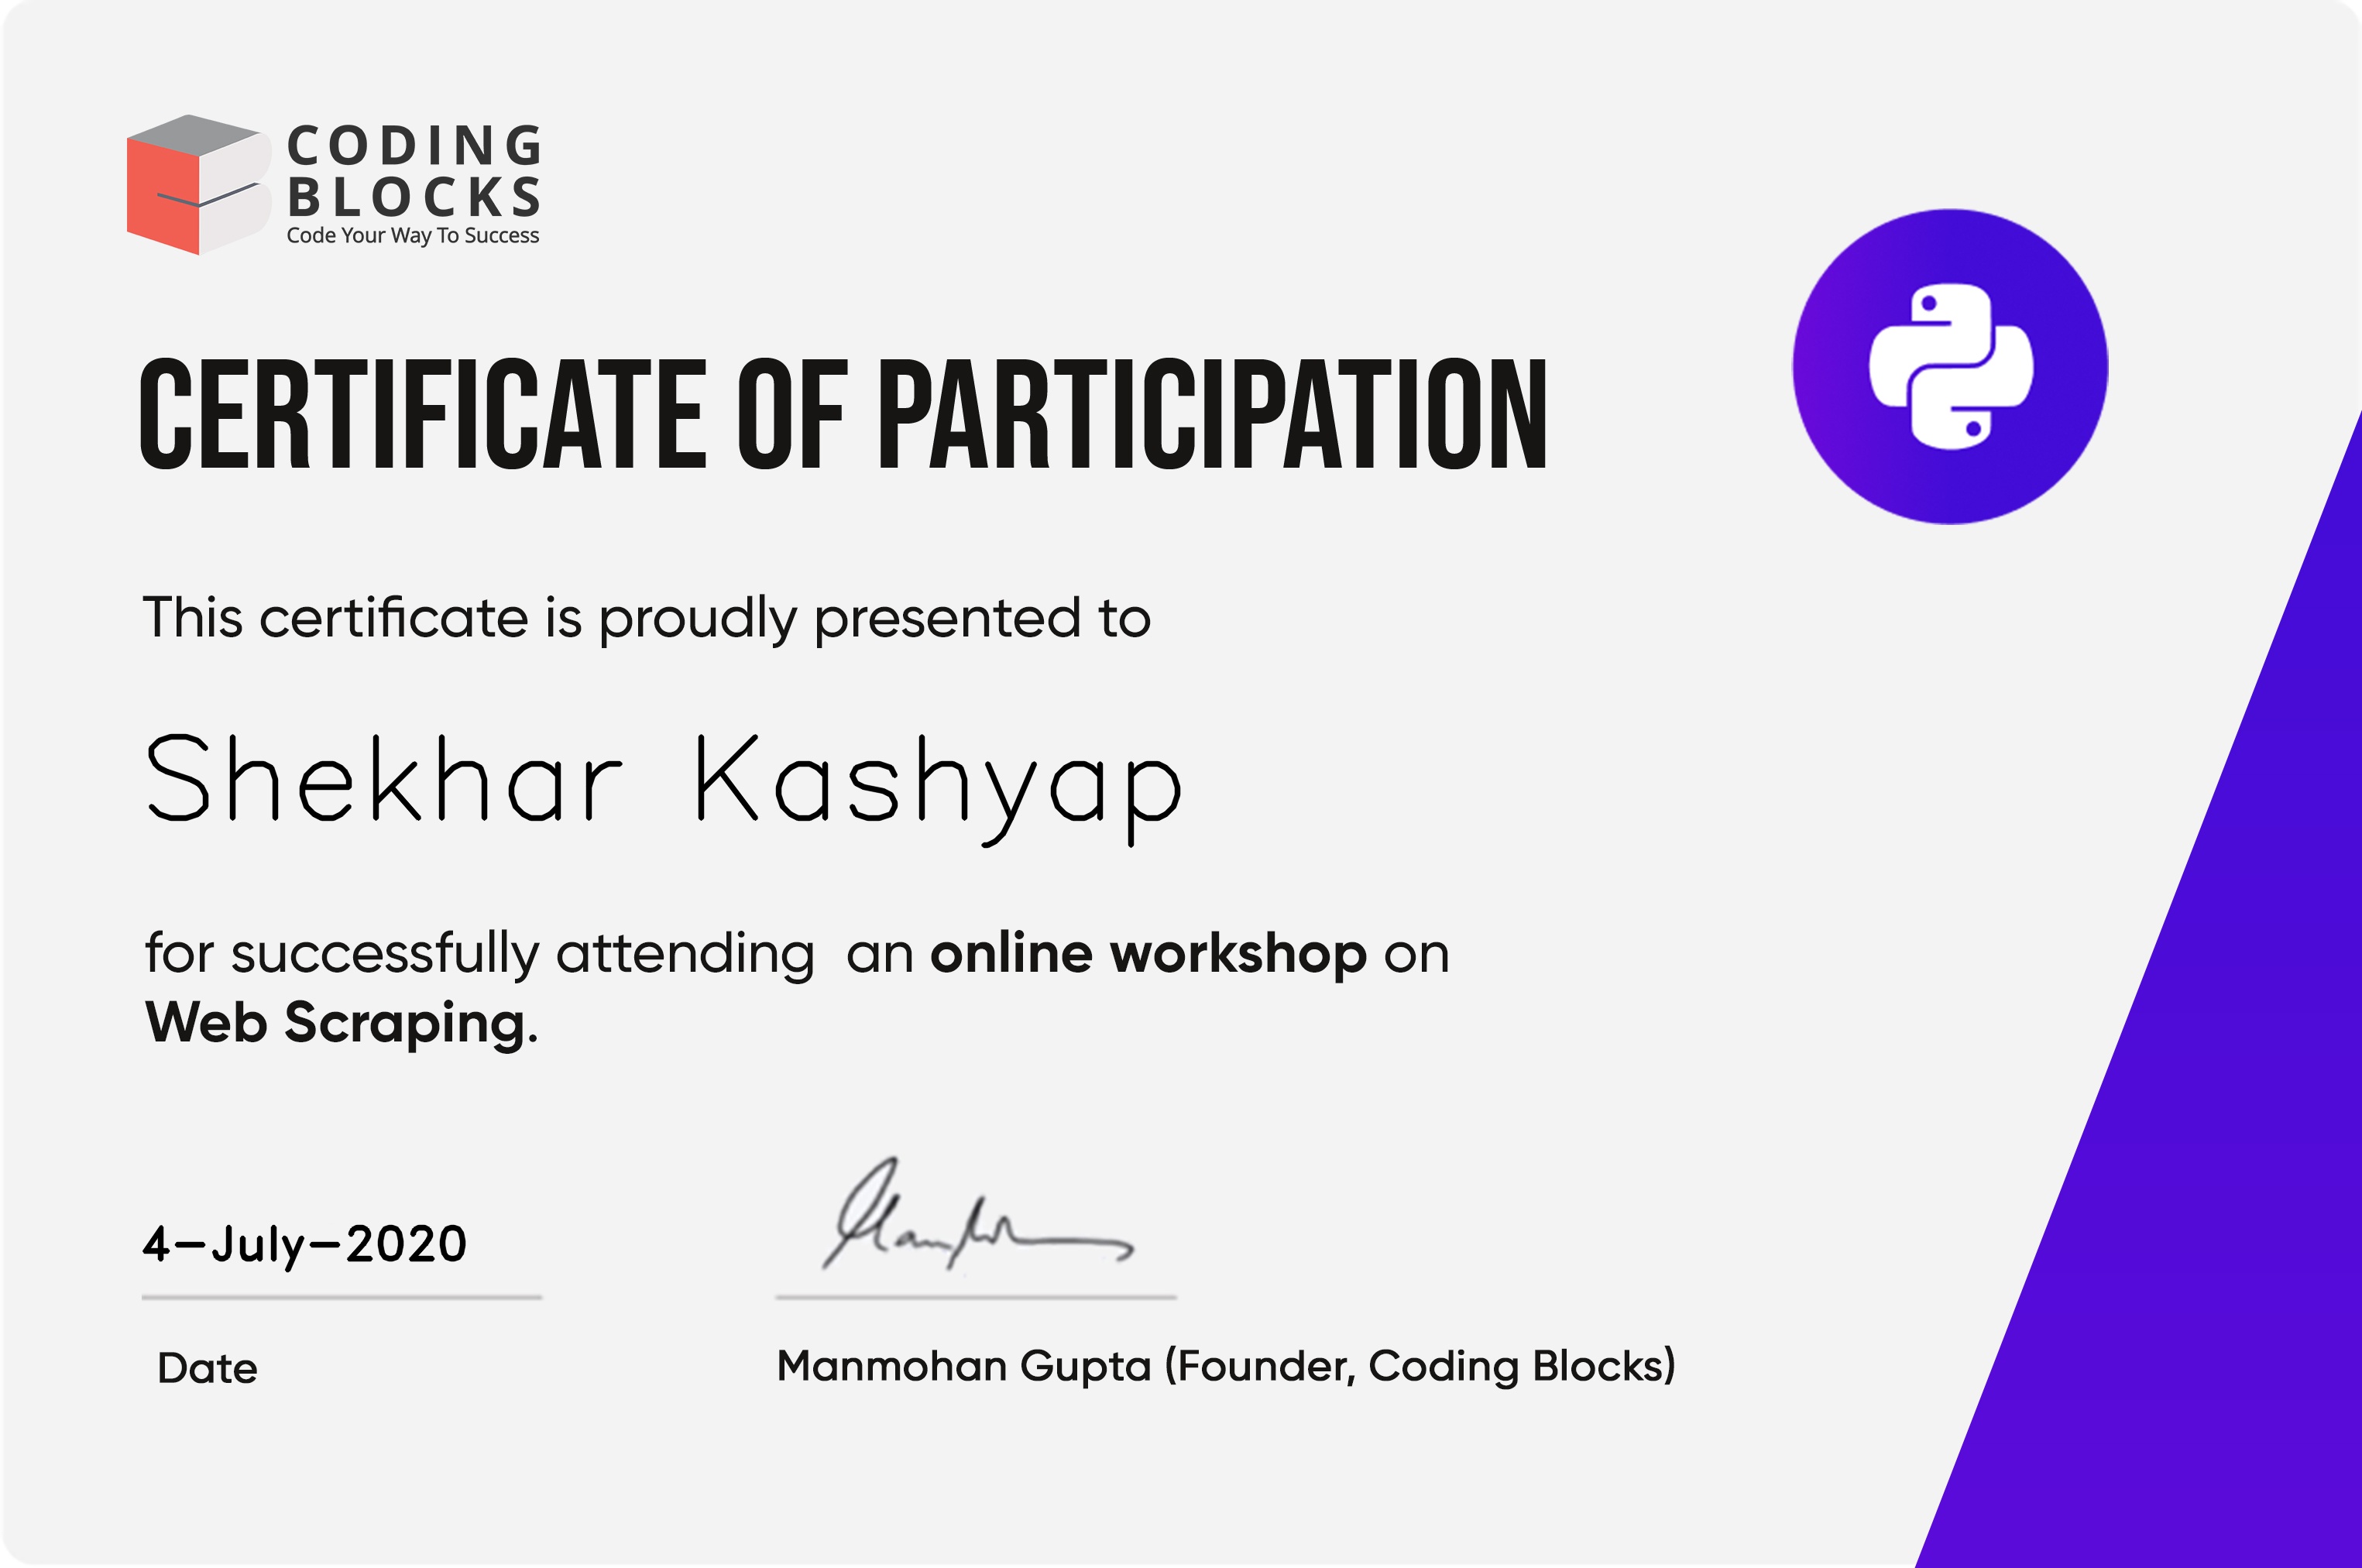 CODING
BLOCKS
Code Your Way To Success
CERTIFICATE OF PARTICIPATION
This certificate is proudly presented to
Shekhar Kashyap
for successfully attending an online workshop on
Web Scraping.
4-July-2020
Date
Manmohan Gupta (Founder, Coding Blocks)